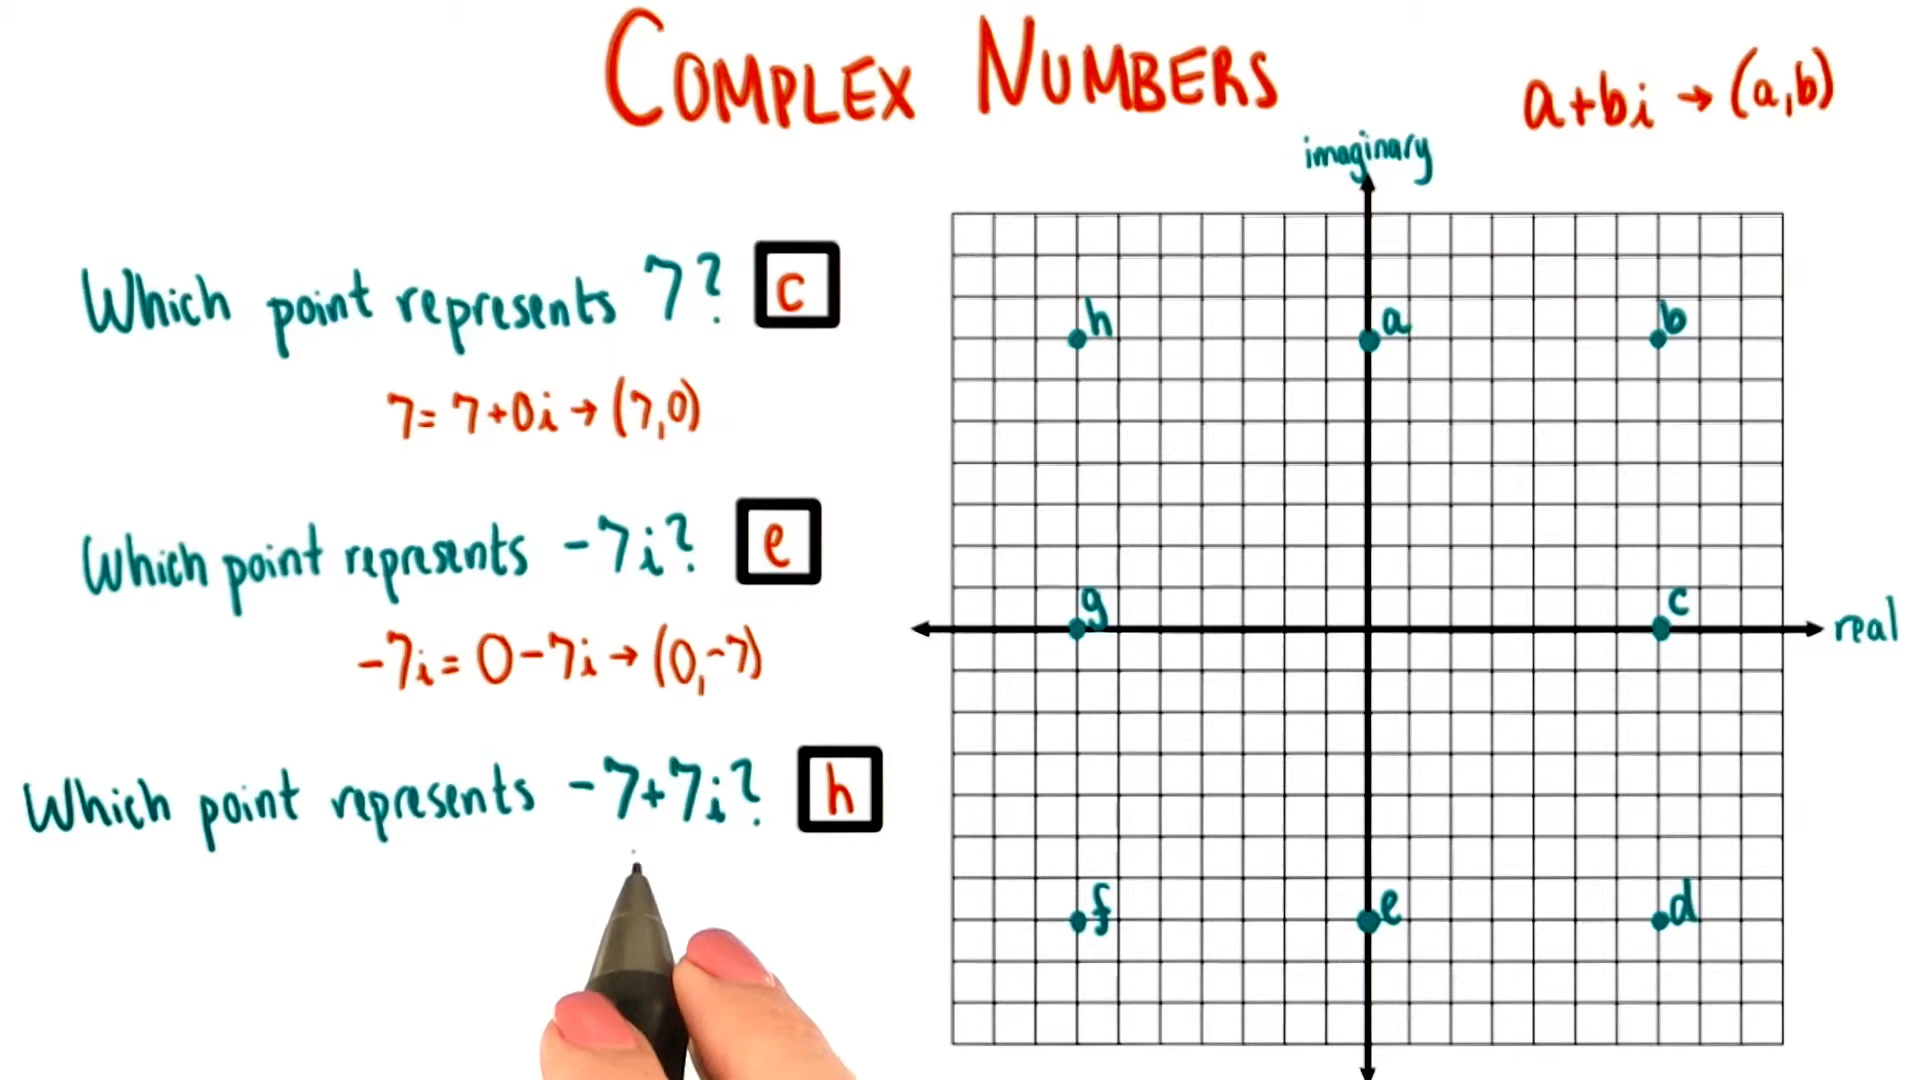 COMPLEX NUMBERS
a+bi → (a,b)
imaginary
Which point represents 7? c
7 = 7+0i → (7,0)
Which point represents -7i? e
-7i = 0-7i → (0,-7)
Which point represents -7+7i? h
h a b
g c
real
f e d